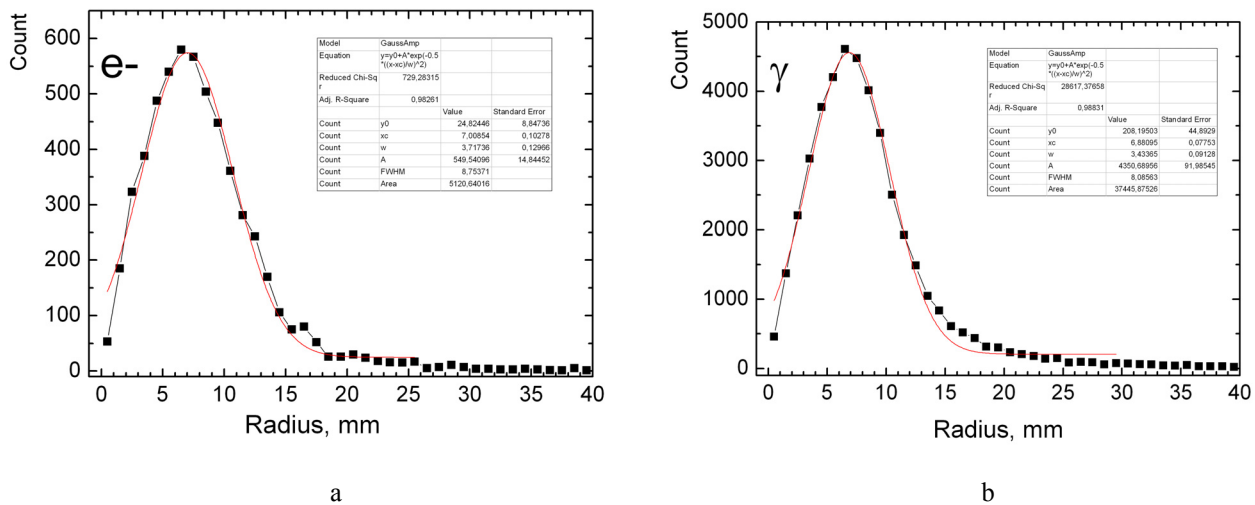 Count
600
500
400
300
200
100
0
e-
Model GaussAmp
Equation y=y0+A*exp(-0.5
*((x-xc)/w)^2)
Reduced Chi-Sq 729,28315
r
Adj. R-Square 0,98261
Value Standard Error
Count y0 24,82446 8,84736
Count xc 7,00854 0,10278
Count w 3,71736 0,12966
Count A 549,54096 14,84452
Count FWHM 8,75371
Count Area 5120,64016
0 5 10 15 20 25 30 35 40
Radius, mm
a
Count
5000
4000
3000
2000
1000
0
γ
Model GaussAmp
Equation y=y0+A*exp(-0.5
*((x-xc)/w)^2)
Reduced Chi-Sq 28617,37658
r
Adj. R-Square 0,98831
Value Standard Error
Count y0 208,19503 44,8929
Count xc 6,88095 0,07753
Count w 3,43365 0,09128
Count A 4350,68956 91,98545
Count FWHM 8,08563
Count Area 37445,87526
0 5 10 15 20 25 30 35 40
Radius, mm
b